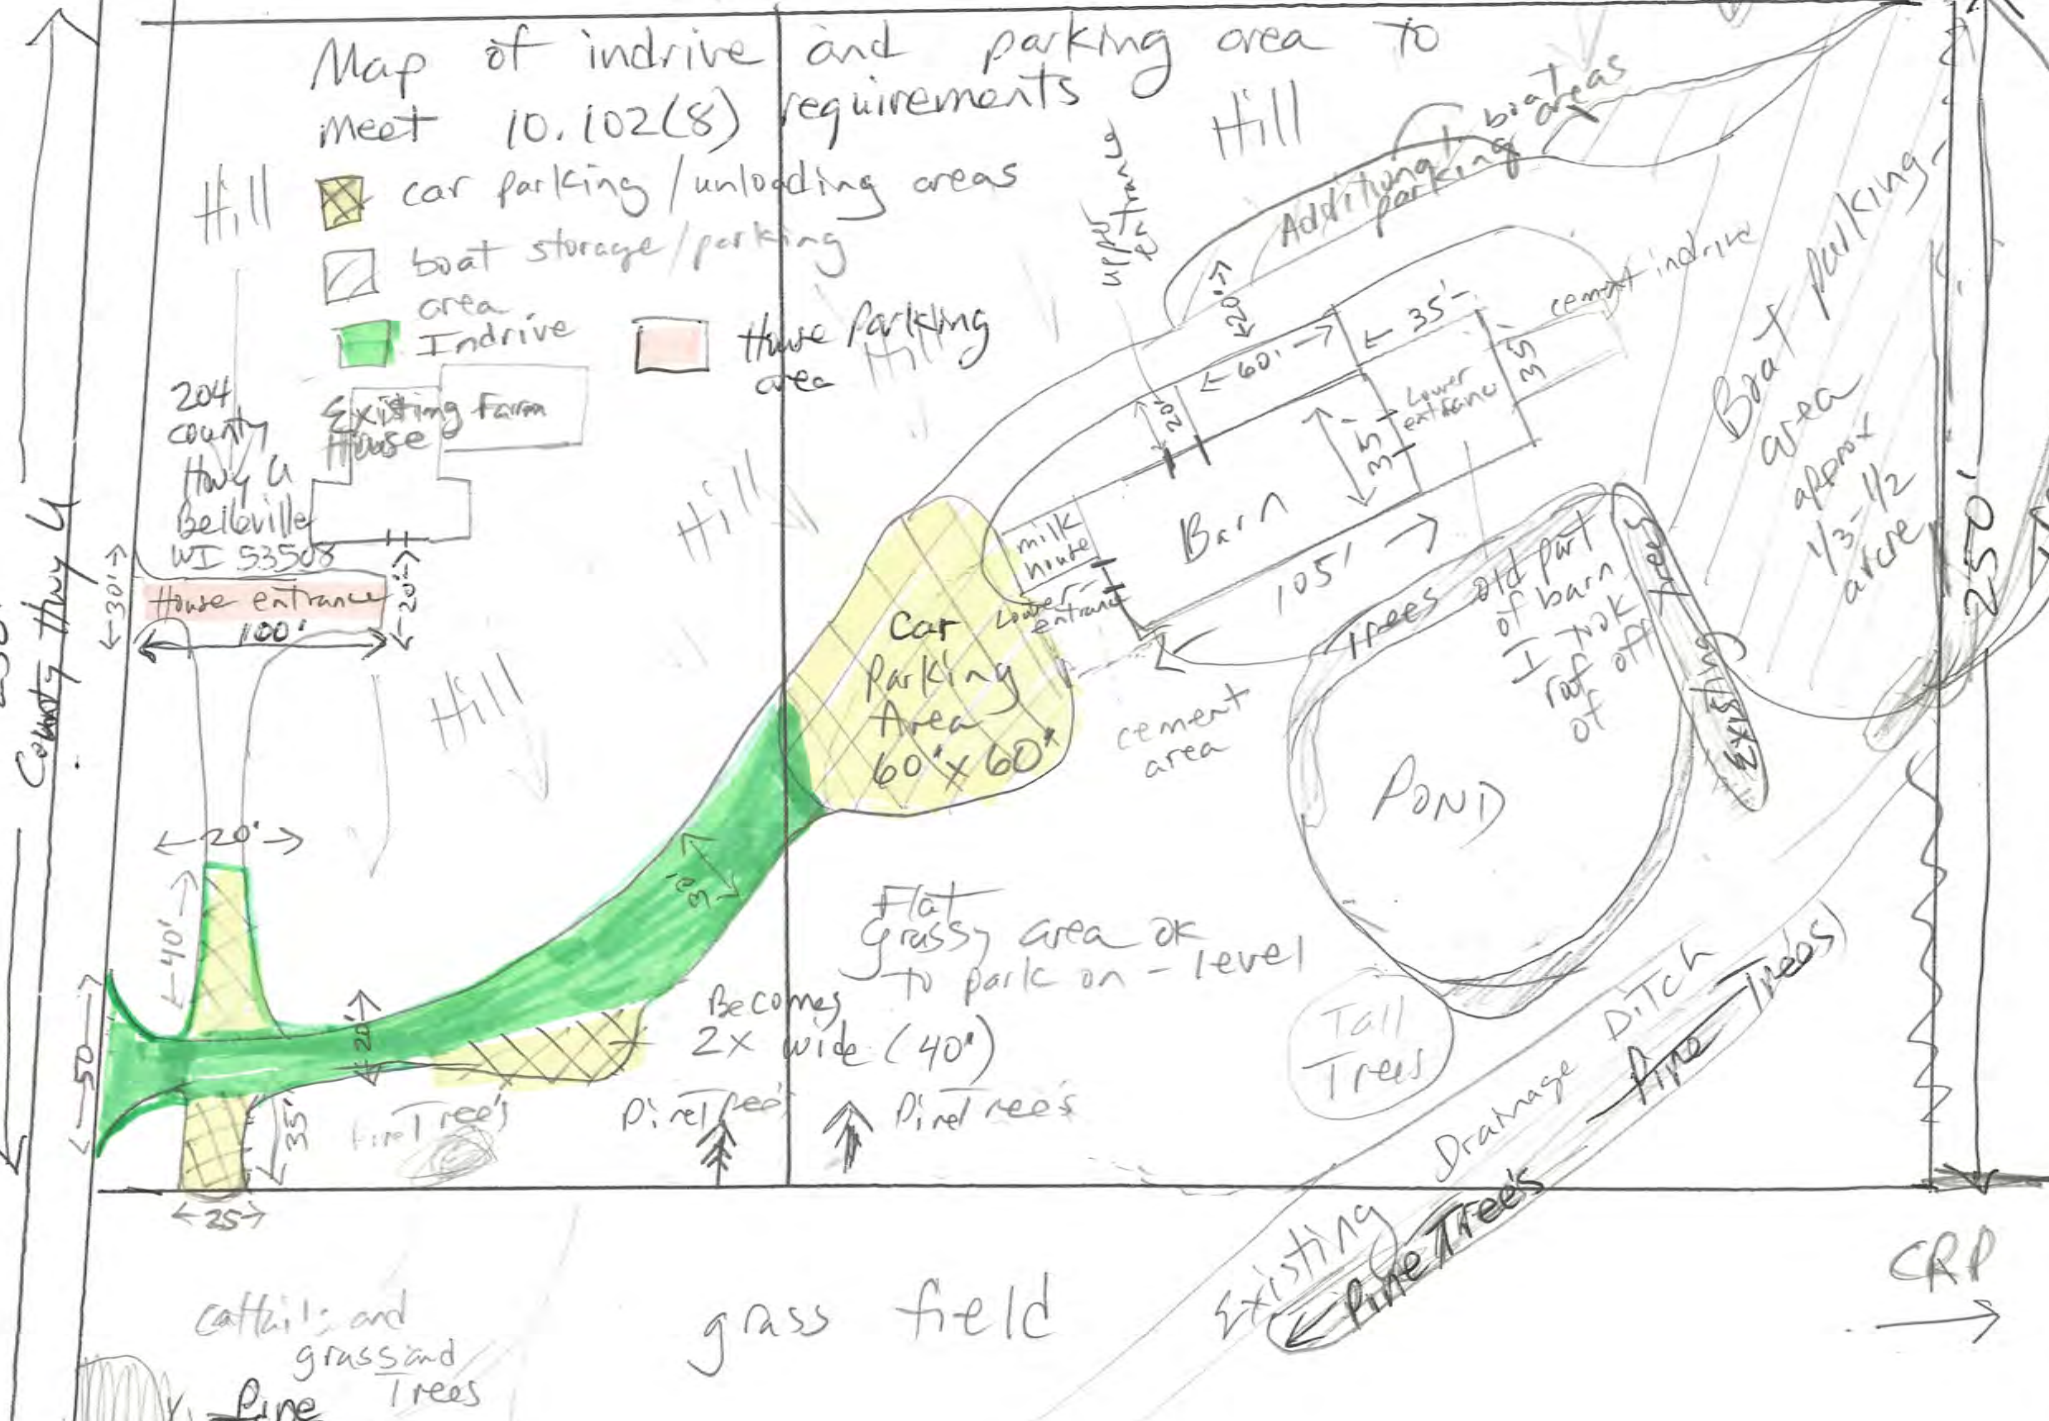 Map of indrive and parking area to
meet 10.102(8) requirements
car parking/unloading areas
boat storage/parking
area
Indrive
House Parking
area
Hill
Hill
Hill
Hill
Hill
204
county
Hwy U
Belleville
WI 53508
Existing Farm
House
House entrance
100'
←30'→
←20'→
County Hwy U
←20'→
←40'→
←50→
←20'→
35'
←25→
Becomes
2x wide (40')
Pine Tree's
Pine Tree's
Pine Tree's
Car
Parking
Area
60' x 60'
milk
house
Lower
entrance
cement
area
Barn
105' →
upper
entrance
←20'→
←60'→
← 35'-
20'
35'
35'
Lower
entrance
cement indrive
Additional boat
parking areas
Boat parking
area
approx
1/3-1/2
acre
250'
Trees
old part
of barn
I took
roof off
of
Existing Trees
POND
Flat
Grassy area ok
to park on - level
Tall
Trees
Existing Drainage Ditch
Pine Trees
Pine Tree's
cattails and
grass and
Trees
Pine
grass field
CRP